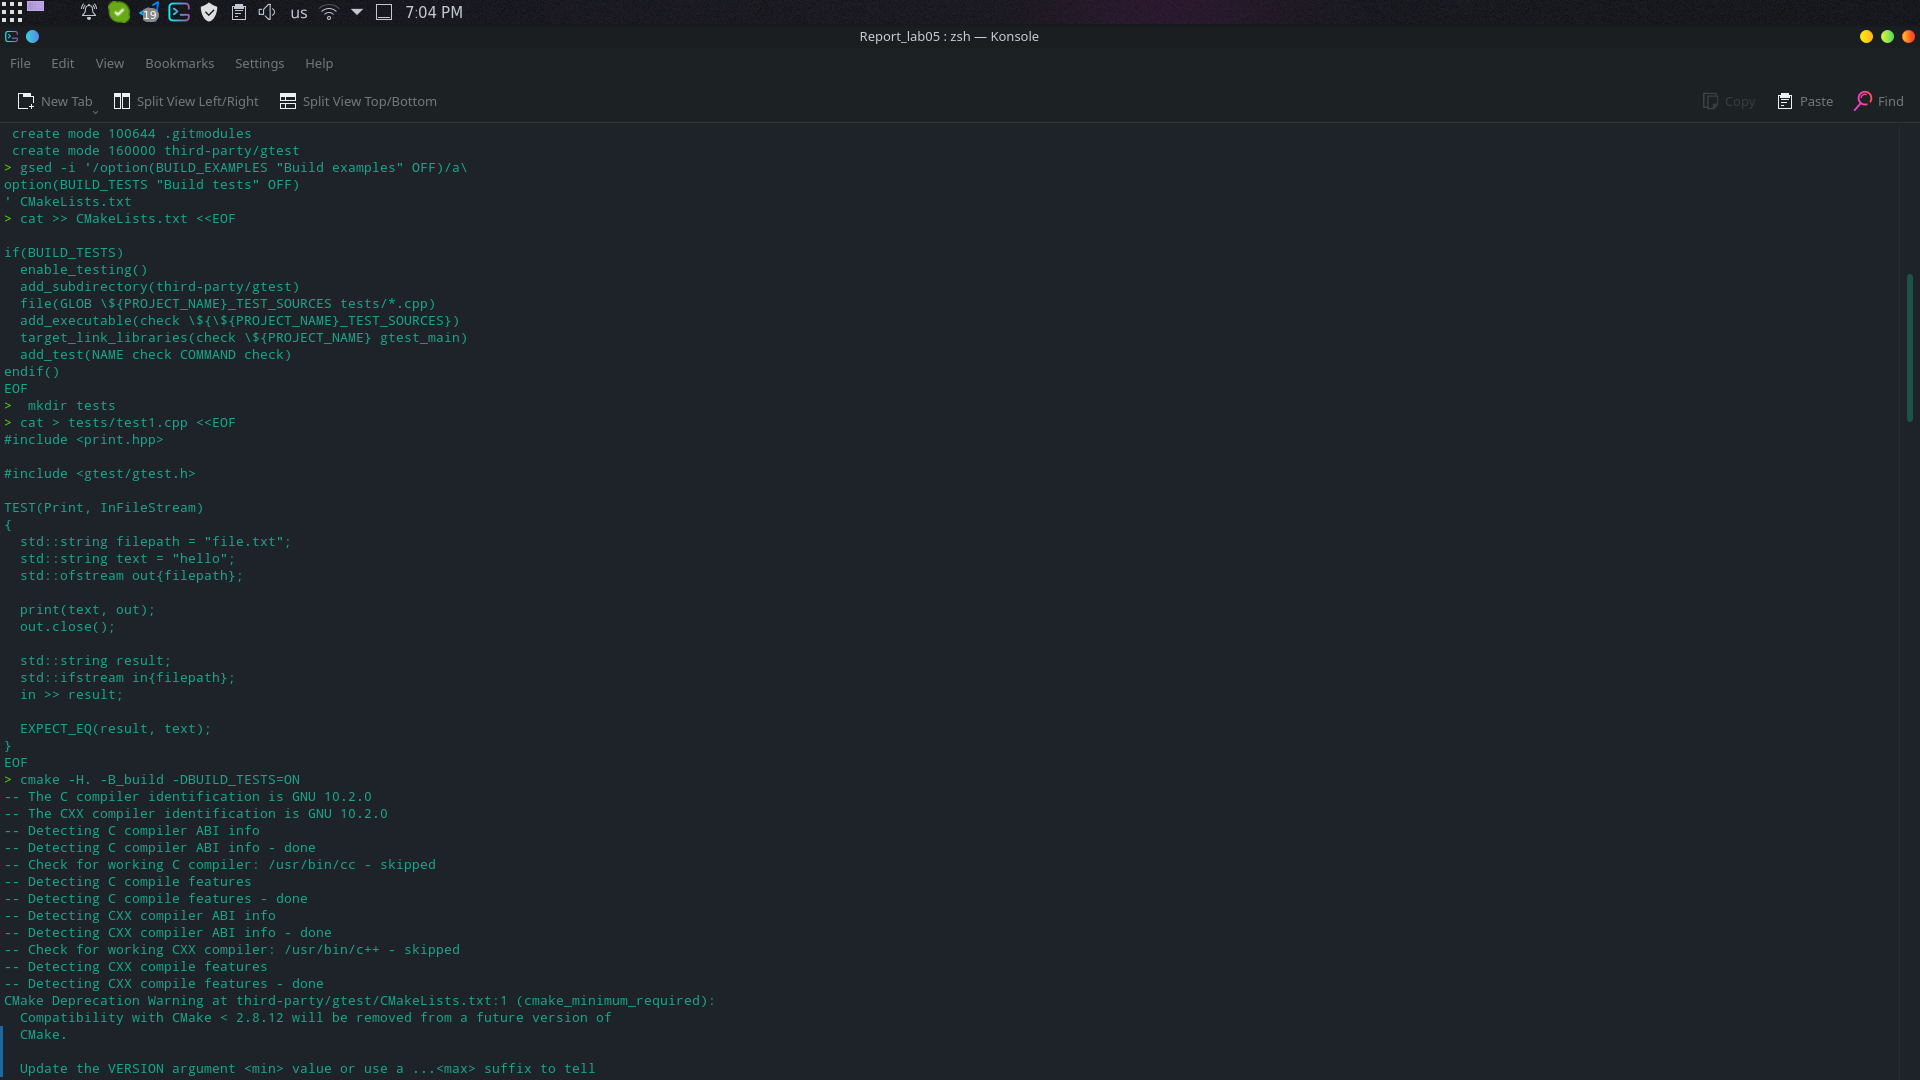 19
us
7:04 PM
Report_lab05 : zsh — Konsole
File Edit View Bookmarks Settings Help
New Tab Split View Left/Right Split View Top/Bottom Copy Paste Find
 create mode 100644 .gitmodules
 create mode 160000 third-party/gtest
> gsed -i '/option(BUILD_EXAMPLES "Build examples" OFF)/a\
option(BUILD_TESTS "Build tests" OFF)
' CMakeLists.txt
> cat >> CMakeLists.txt <<EOF

if(BUILD_TESTS)
  enable_testing()
  add_subdirectory(third-party/gtest)
  file(GLOB \${PROJECT_NAME}_TEST_SOURCES tests/*.cpp)
  add_executable(check \${\${PROJECT_NAME}_TEST_SOURCES})
  target_link_libraries(check \${PROJECT_NAME} gtest_main)
  add_test(NAME check COMMAND check)
endif()
EOF
>  mkdir tests
> cat > tests/test1.cpp <<EOF
#include <print.hpp>

#include <gtest/gtest.h>

TEST(Print, InFileStream)
{
  std::string filepath = "file.txt";
  std::string text = "hello";
  std::ofstream out{filepath};

  print(text, out);
  out.close();

  std::string result;
  std::ifstream in{filepath};
  in >> result;

  EXPECT_EQ(result, text);
}
EOF
> cmake -H. -B_build -DBUILD_TESTS=ON
-- The C compiler identification is GNU 10.2.0
-- The CXX compiler identification is GNU 10.2.0
-- Detecting C compiler ABI info
-- Detecting C compiler ABI info - done
-- Check for working C compiler: /usr/bin/cc - skipped
-- Detecting C compile features
-- Detecting C compile features - done
-- Detecting CXX compiler ABI info
-- Detecting CXX compiler ABI info - done
-- Check for working CXX compiler: /usr/bin/c++ - skipped
-- Detecting CXX compile features
-- Detecting CXX compile features - done
CMake Deprecation Warning at third-party/gtest/CMakeLists.txt:1 (cmake_minimum_required):
  Compatibility with CMake < 2.8.12 will be removed from a future version of
  CMake.

  Update the VERSION argument <min> value or use a ...<max> suffix to tell